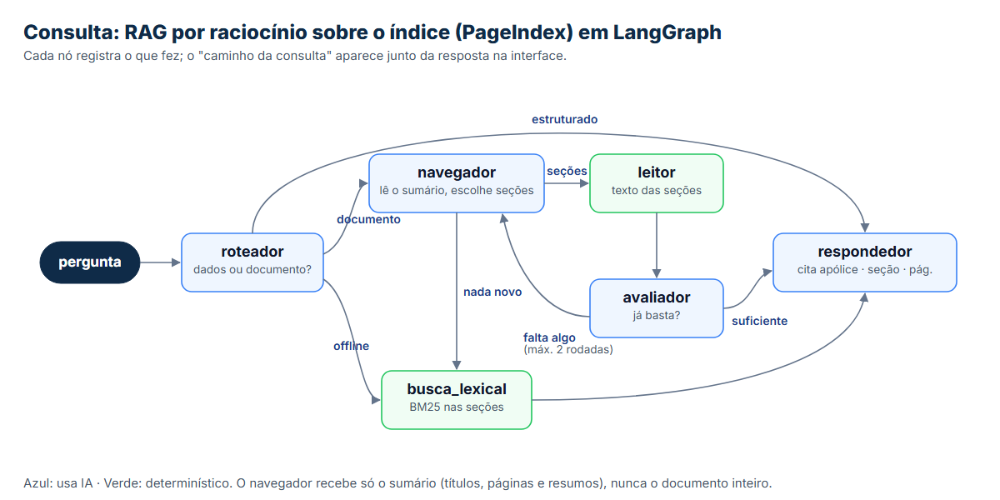 Consulta: RAG por raciocínio sobre o índice (PageIndex) em LangGraph
Cada nó registra o que fez; o "caminho da consulta" aparece junto da resposta na interface.
estruturado
navegador
lê o sumário, escolhe seções
seções
leitor
texto das seções
documento
pergunta
roteador
dados ou documento?
respondedor
cita apólice · seção · pág.
nada novo
avaliador
já basta?
suficiente
falta algo
(máx. 2 rodadas)
offline
busca_lexical
BM25 nas seções
Azul: usa IA · Verde: determinístico. O navegador recebe só o sumário (títulos, páginas e resumos), nunca o documento inteiro.